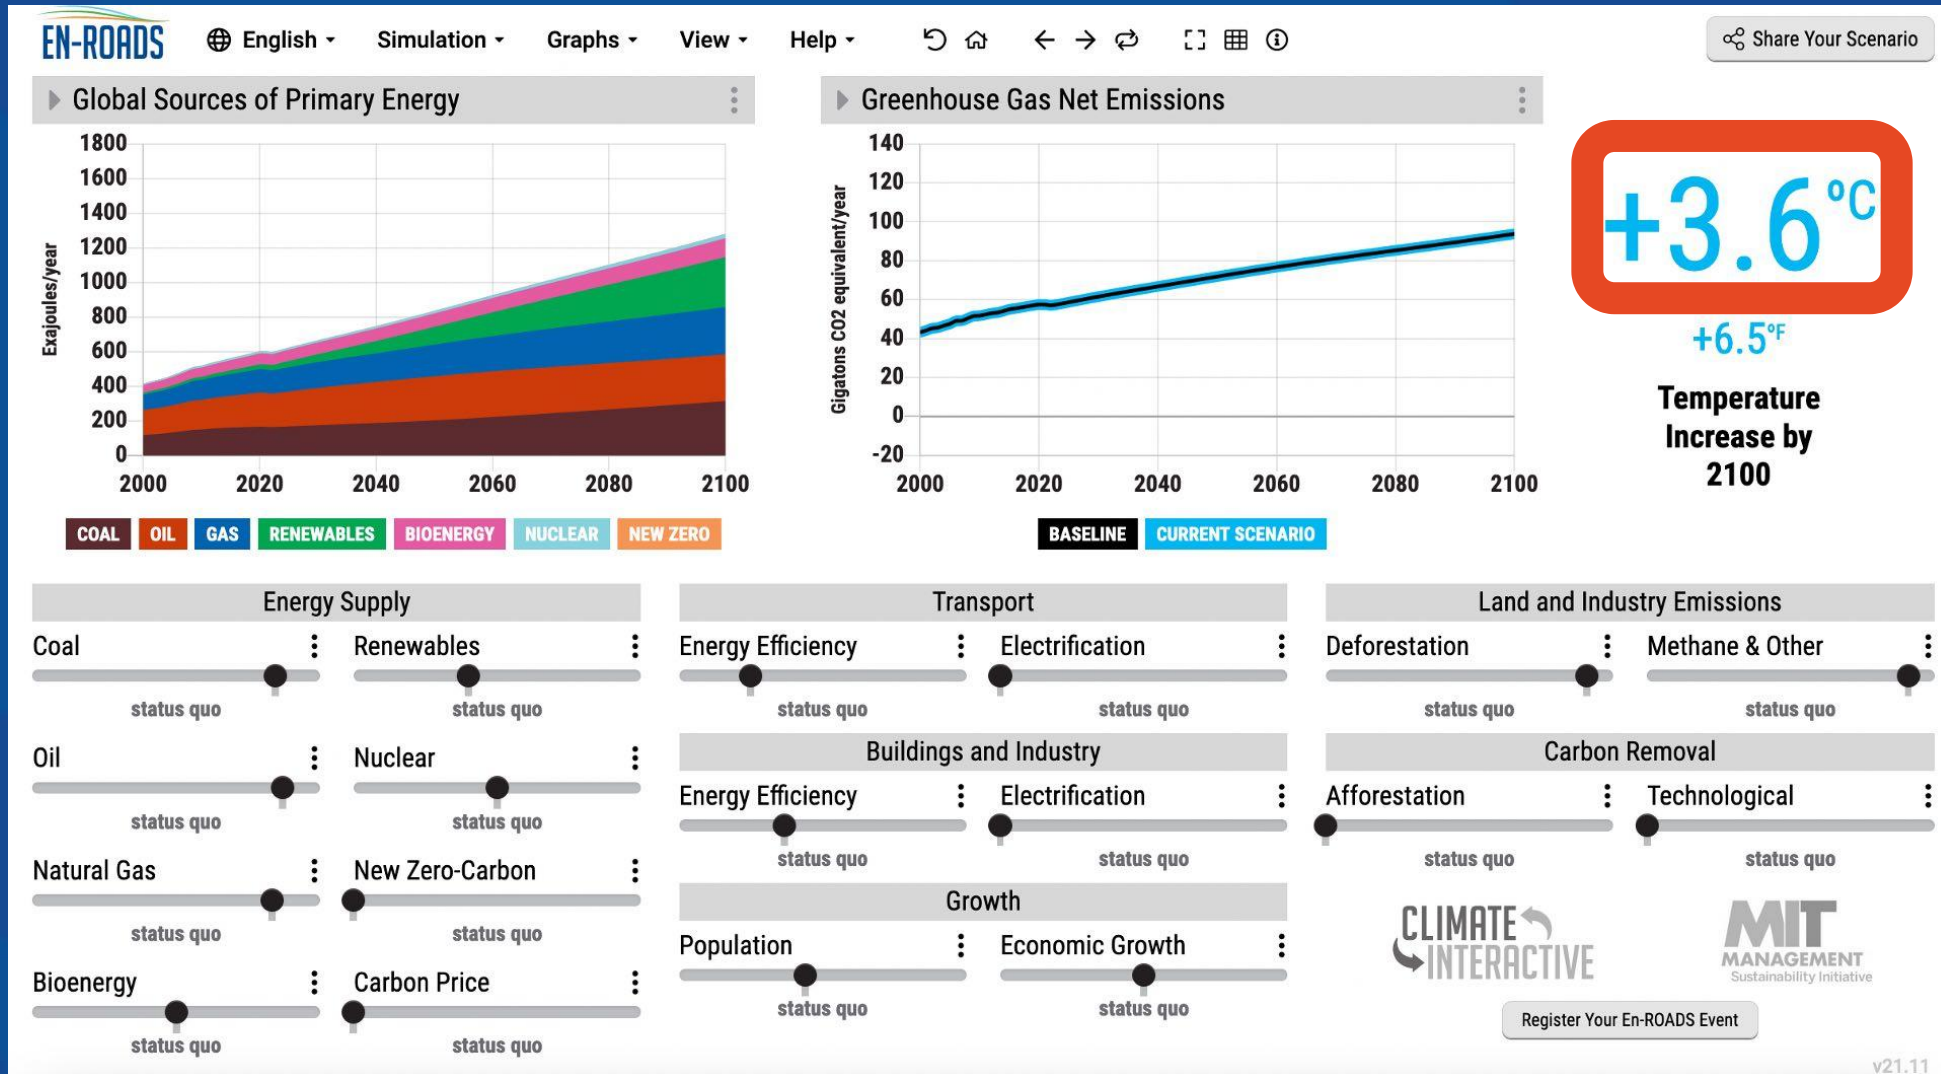 EN-ROADS English Simulation Graphs View Help Share Your Scenario
Global Sources of Primary Energy
Exajoules/year
1800
1600
1400
1200
1000
800
600
400
200
0
2000 2020 2040 2060 2080 2100
COAL OIL GAS RENEWABLES BIOENERGY NUCLEAR NEW ZERO
Greenhouse Gas Net Emissions
Gigatons CO2 equivalent/year
140
120
100
80
60
40
20
0
-20
2000 2020 2040 2060 2080 2100
BASELINE CURRENT SCENARIO
+3.6°C
+6.5°F
Temperature
Increase by
2100
Energy Supply
Coal Renewables
status quo status quo
Oil Nuclear
status quo status quo
Natural Gas New Zero-Carbon
status quo status quo
Bioenergy Carbon Price
status quo status quo
Transport
Energy Efficiency Electrification
status quo status quo
Buildings and Industry
Energy Efficiency Electrification
status quo status quo
Growth
Population Economic Growth
status quo status quo
Land and Industry Emissions
Deforestation Methane & Other
status quo status quo
Carbon Removal
Afforestation Technological
status quo status quo
CLIMATE
INTERACTIVE
MIT
MANAGEMENT
Sustainability Initiative
Register Your En-ROADS Event
v21.11